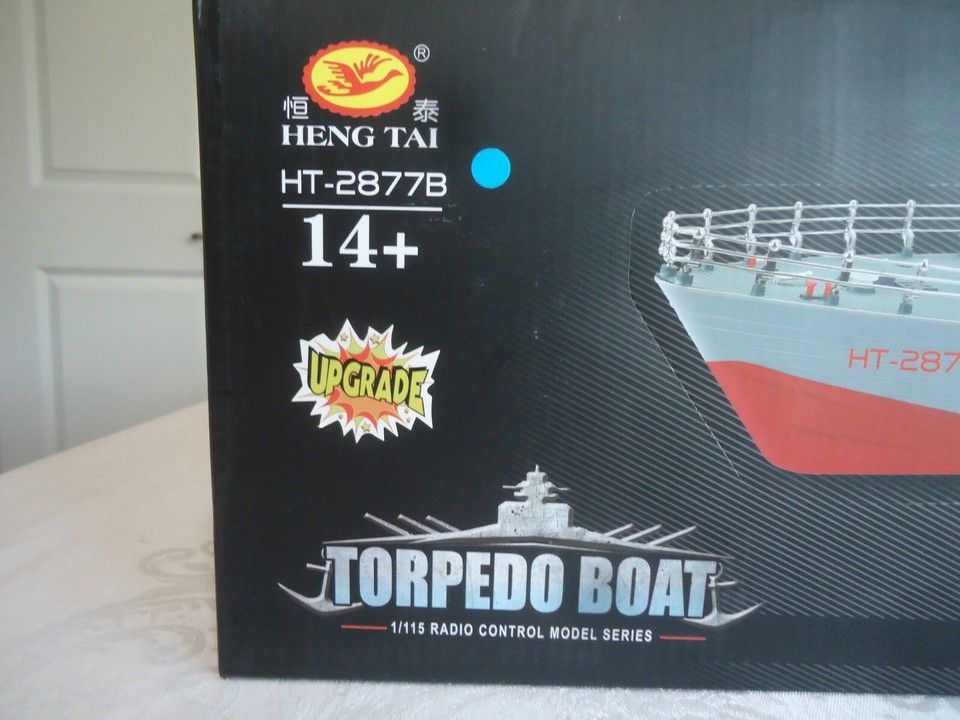 ®
恒 泰
HENG TAI
HT-2877B
14+
UPGRADE
HT-287
TORPEDO BOAT
1/115 RADIO CONTROL MODEL SERIES